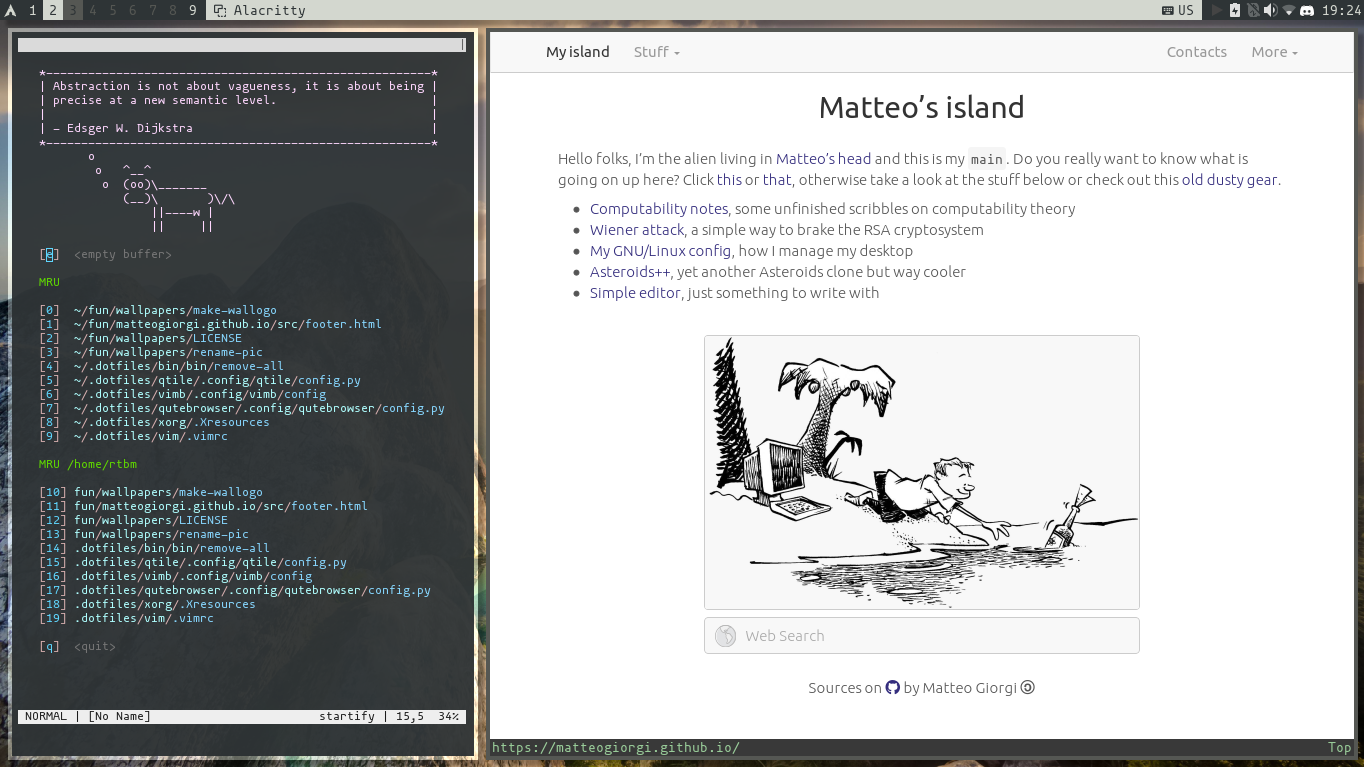 1 2 3 4 5 6 7 8 9 Alacritty US 19:24
*-------------------------------------------------------*
| Abstraction is not about vagueness, it is about being |
| precise at a new semantic level. |
| |
| - Edsger W. Dijkstra |
*-------------------------------------------------------*
o
o ^__^
o (oo)\_______
(__)\ )\/\
||----w |
|| ||
[e] <empty buffer>
MRU
[0] ~/fun/wallpapers/make-wallogo
[1] ~/fun/matteogiorgi.github.io/src/footer.html
[2] ~/fun/wallpapers/LICENSE
[3] ~/fun/wallpapers/rename-pic
[4] ~/.dotfiles/bin/bin/remove-all
[5] ~/.dotfiles/qtile/.config/qtile/config.py
[6] ~/.dotfiles/vimb/.config/vimb/config
[7] ~/.dotfiles/qutebrowser/.config/qutebrowser/config.py
[8] ~/.dotfiles/xorg/.Xresources
[9] ~/.dotfiles/vim/.vimrc
MRU /home/rtbm
[10] fun/wallpapers/make-wallogo
[11] fun/matteogiorgi.github.io/src/footer.html
[12] fun/wallpapers/LICENSE
[13] fun/wallpapers/rename-pic
[14] .dotfiles/bin/bin/remove-all
[15] .dotfiles/qtile/.config/qtile/config.py
[16] .dotfiles/vimb/.config/vimb/config
[17] .dotfiles/qutebrowser/.config/qutebrowser/config.py
[18] .dotfiles/xorg/.Xresources
[19] .dotfiles/vim/.vimrc
[q] <quit>
NORMAL | [No Name] startify | 15,5 34%
My island Stuff Contacts More
Matteo's island
Hello folks, I'm the alien living in Matteo's head and this is my main. Do you really want to know what is
going on up here? Click this or that, otherwise take a look at the stuff below or check out this old dusty gear.
• Computability notes, some unfinished scribbles on computability theory
• Wiener attack, a simple way to brake the RSA cryptosystem
• My GNU/Linux config, how I manage my desktop
• Asteroids++, yet another Asteroids clone but way cooler
• Simple editor, just something to write with
Web Search
Sources on by Matteo Giorgi
https://matteogiorgi.github.io/ Top